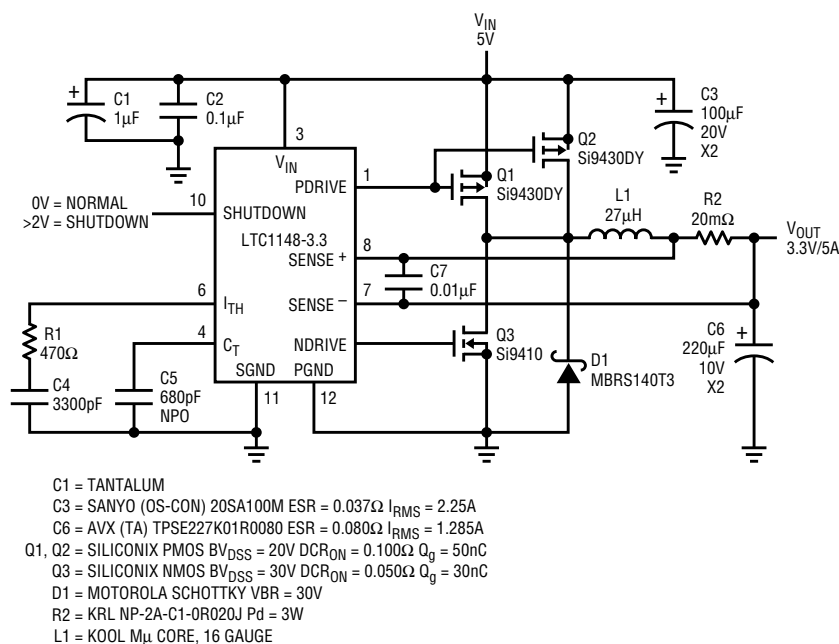 V_IN
5V
+
C1
1µF
C2
0.1µF
+
C3
100µF
20V
X2
3
V_IN
1
PDRIVE
Q2
Si9430DY
Q1
Si9430DY
0V = NORMAL
>2V = SHUTDOWN
10
SHUTDOWN
LTC1148-3.3
L1
27µH
R2
20mΩ
V_OUT
3.3V/5A
8
SENSE +
C7
0.01µF
7
SENSE –
6
I_TH
R1
470Ω
4
C_T
NDRIVE
Q3
Si9410
D1
MBRS140T3
+
C6
220µF
10V
X2
C4
3300pF
C5
680pF
NPO
SGND
PGND
11
12
C1 = TANTALUM
C3 = SANYO (OS-CON) 20SA100M ESR = 0.037Ω I_RMS = 2.25A
C6 = AVX (TA) TPSE227K01R0080 ESR = 0.080Ω I_RMS = 1.285A
Q1, Q2 = SILICONIX PMOS BV_DSS = 20V DCR_ON = 0.100Ω Q_g = 50nC
Q3 = SILICONIX NMOS BV_DSS = 30V DCR_ON = 0.050Ω Q_g = 30nC
D1 = MOTOROLA SCHOTTKY VBR = 30V
R2 = KRL NP-2A-C1-0R020J Pd = 3W
L1 = KOOL Mµ CORE, 16 GAUGE